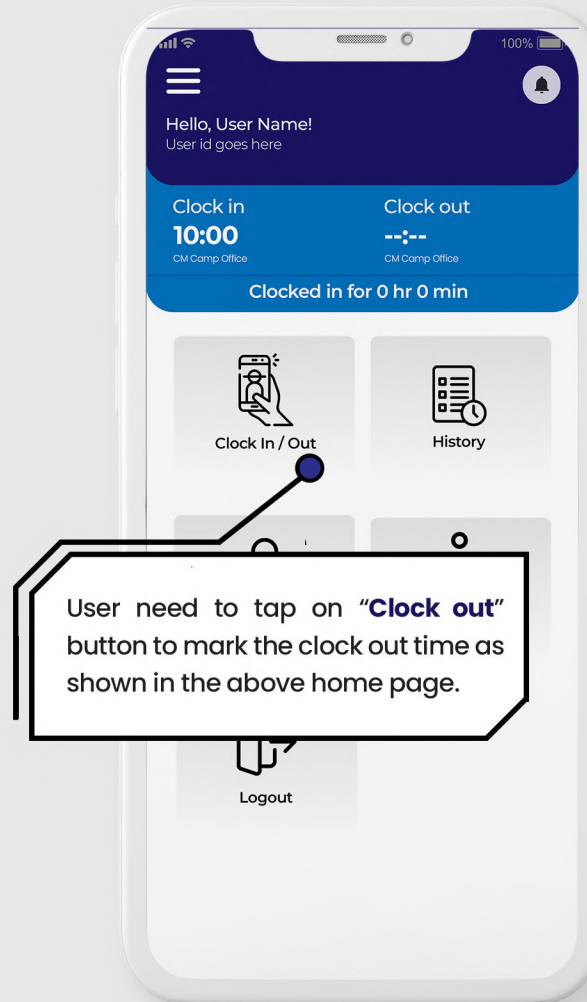 100%
Hello, User Name!
User id goes here
Clock in Clock out
10:00 --:--
CM Camp Office CM Camp Office
Clocked in for 0 hr 0 min
Clock In / Out History
User need to tap on “Clock out”
button to mark the clock out time as
shown in the above home page.
Logout